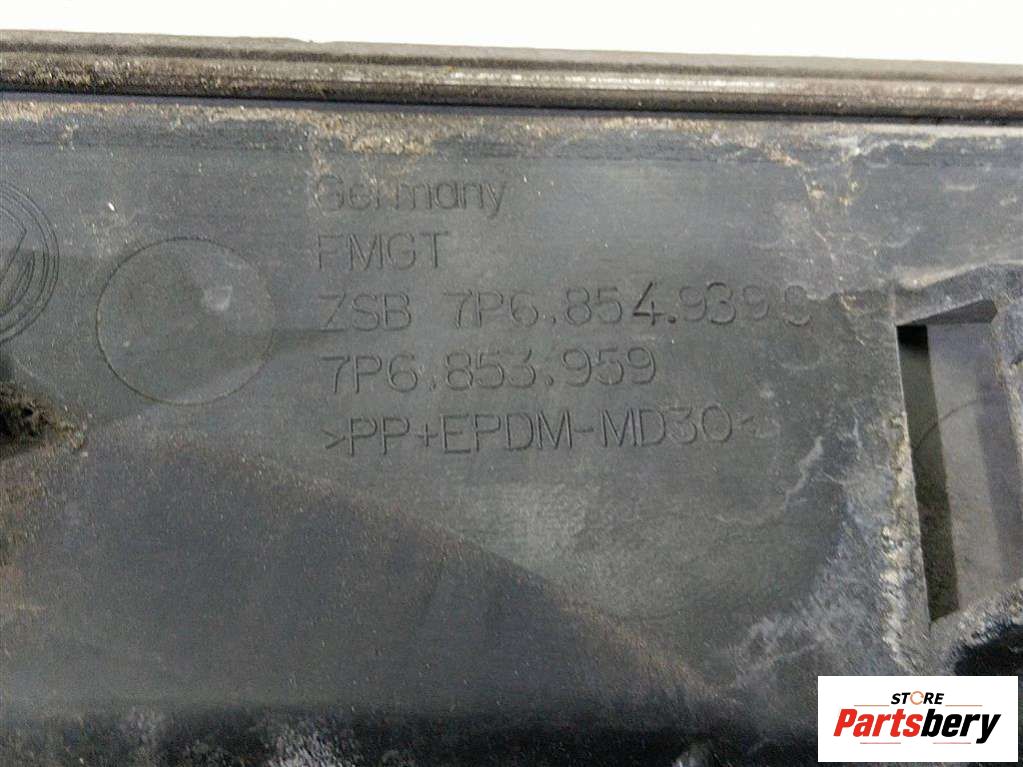 Germany
FMGT
ZSB 7P6.854.939
7P6.853.959
>PP+EPDM-MD30<
STORE
Partsbery